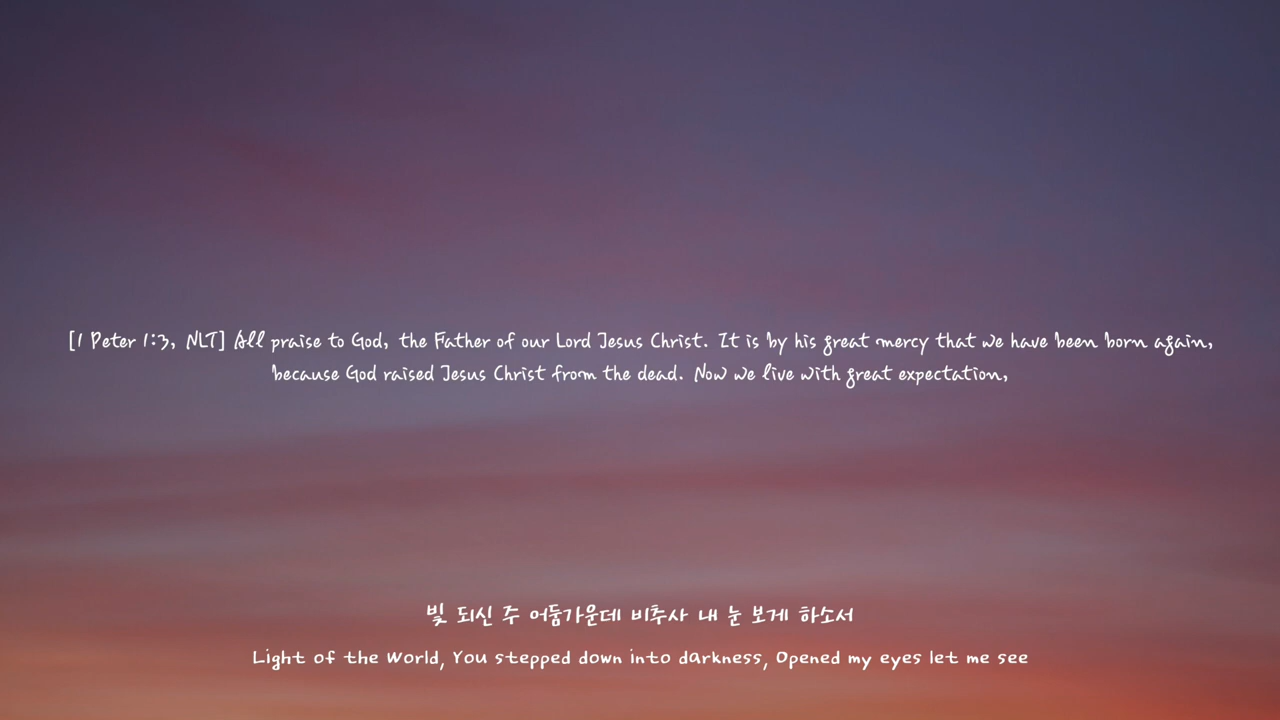 [1 Peter 1:3, NLT] All praise to God, the Father of our Lord Jesus Christ. It is by his great mercy that we have been born again,
because God raised Jesus Christ from the dead. Now we live with great expectation,
빛 되신 주 어둠가운데 비추사 내 눈 보게 하소서
Light of the World, You stepped down into darkness, Opened my eyes let me see